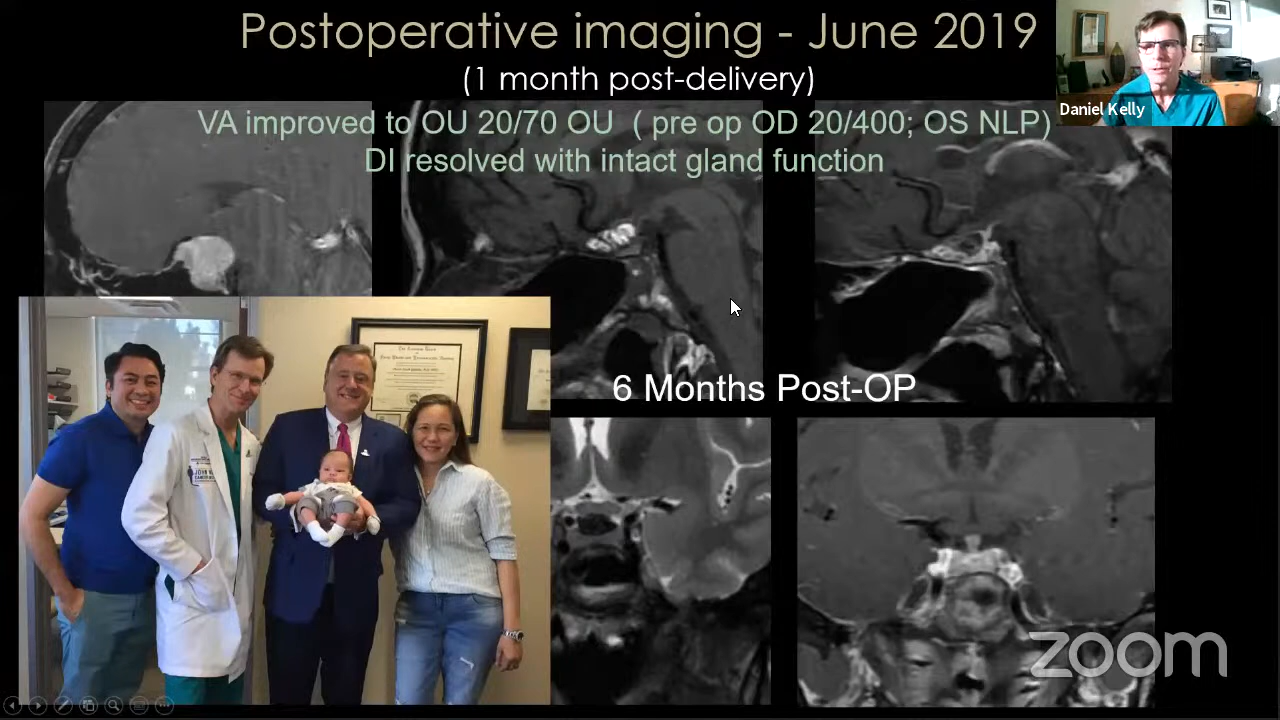 Postoperative imaging - June 2019
(1 month post-delivery)
Daniel Kelly
VA improved to OU 20/70 OU ( pre op OD 20/400; OS NLP)
DI resolved with intact gland function
6 Months Post-OP
zoom